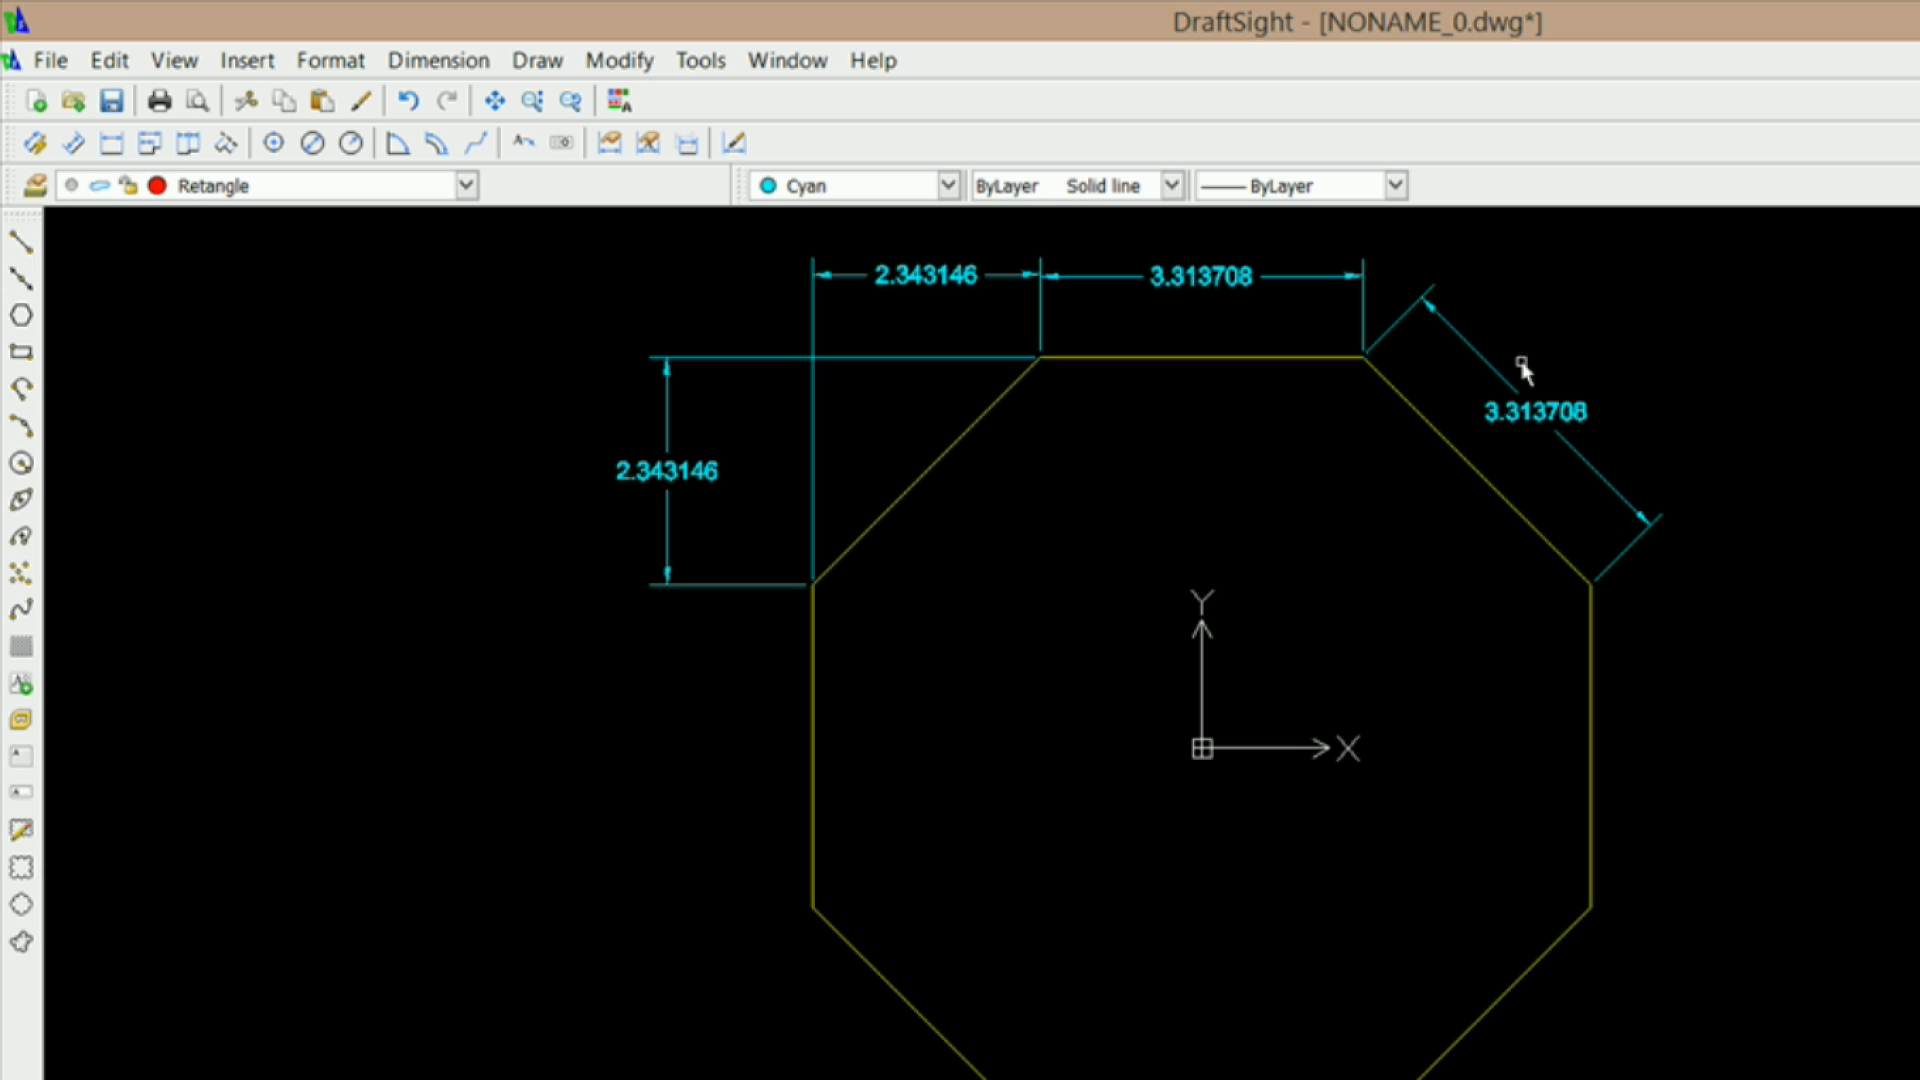 DraftSight - [NONAME_0.dwg*]
File Edit View Insert Format Dimension Draw Modify Tools Window Help
Retangle Cyan ByLayer Solid line ByLayer
2.343146 3.313708
3.313708
2.343146
Y
X